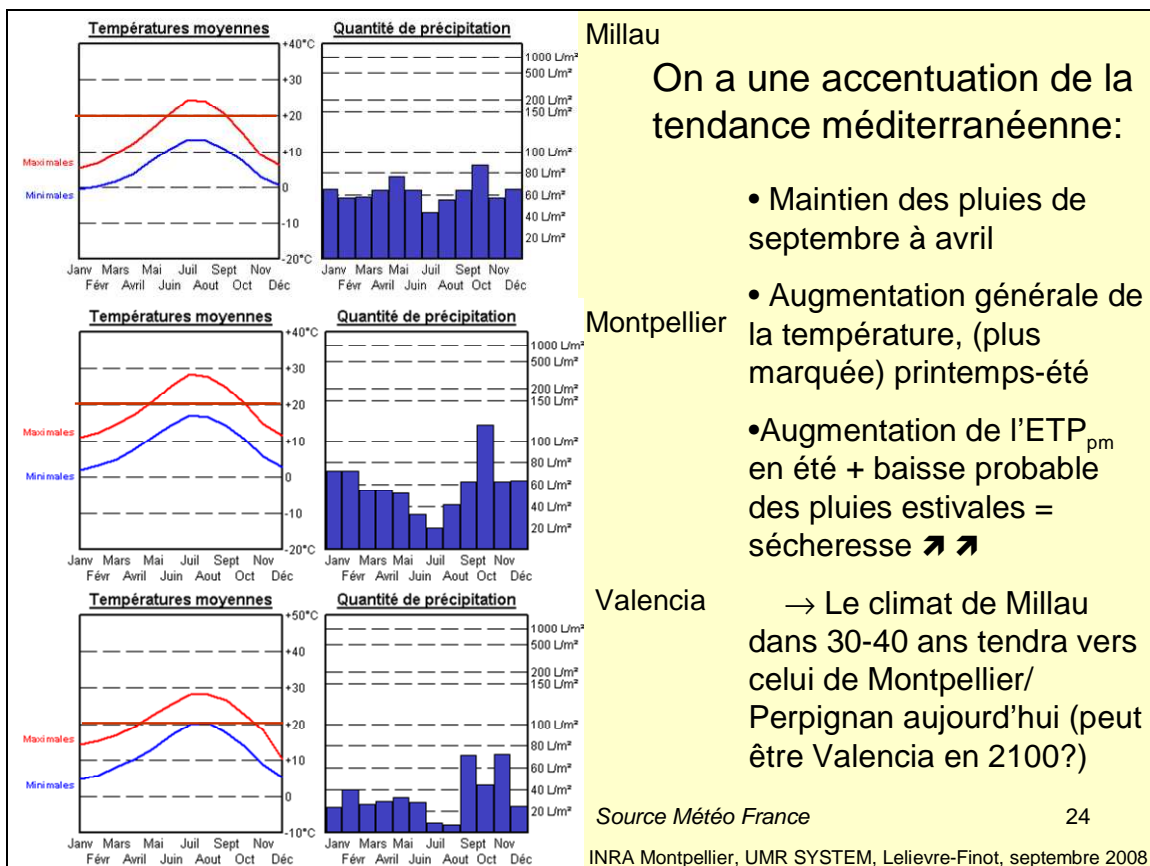 Températures moyennes
Quantité de précipitation
+40°C
+30
+20
+10
0
-10
-20°C
Maximales
Minimales
1000 L/m²
500 L/m²
200 L/m²
150 L/m²
100 L/m²
80 L/m²
60 L/m²
40 L/m²
20 L/m²
Janv Mars Mai Juil Sept Nov
Févr Avril Juin Aout Oct Déc
Janv Mars Mai Juil Sept Nov
Févr Avril Juin Aout Oct Déc
Températures moyennes
Quantité de précipitation
+40°C
+30
+20
+10
0
-10
-20°C
Maximales
Minimales
1000 L/m²
500 L/m²
200 L/m²
150 L/m²
100 L/m²
80 L/m²
60 L/m²
40 L/m²
20 L/m²
Janv Mars Mai Juil Sept Nov
Févr Avril Juin Aout Oct Déc
Janv Mars Mai Juil Sept Nov
Févr Avril Juin Aout Oct Déc
Températures moyennes
Quantité de précipitation
+50°C
+40
+30
+20
+10
0
-10°C
Maximales
Minimales
1000 L/m²
500 L/m²
200 L/m²
150 L/m²
100 L/m²
80 L/m²
60 L/m²
40 L/m²
20 L/m²
Janv Mars Mai Juil Sept Nov
Févr Avril Juin Aout Oct Déc
Janv Mars Mai Juil Sept Nov
Févr Avril Juin Aout Oct Déc
Millau
On a une accentuation de la
tendance méditerranéenne:
• Maintien des pluies de
septembre à avril
Montpellier
• Augmentation générale de
la température, (plus
marquée) printemps-été
•Augmentation de l'ETPpm
en été + baisse probable
des pluies estivales =
sécheresse ↗ ↗
Valencia
→ Le climat de Millau
dans 30-40 ans tendra vers
celui de Montpellier/
Perpignan aujourd'hui (peut
être Valencia en 2100?)
Source Météo France
24
INRA Montpellier, UMR SYSTEM, Lelievre-Finot, septembre 2008